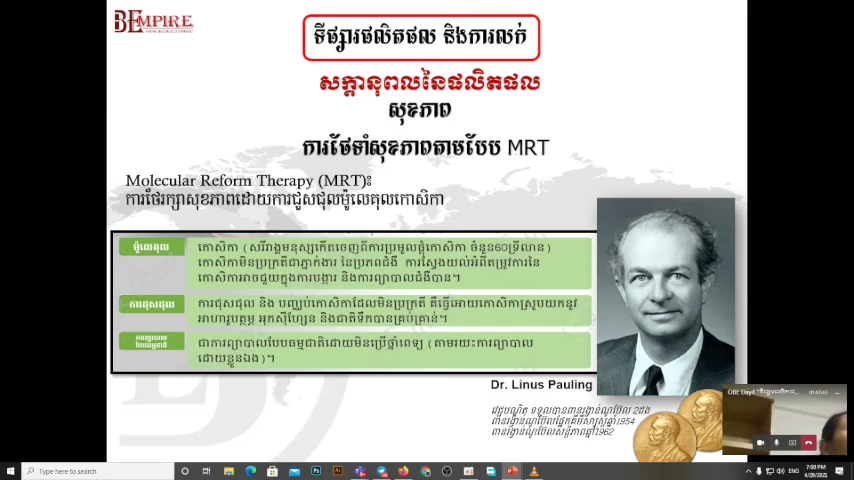 BEMPIRE
ទីផ្សារផលិតផល និងការលក់
សក្តានុពលនៃផលិតផល
សុខភាព
ការថែទាំសុខភាពតាមបែប MRT
Molecular Reform Therapy (MRT)៖
ការថែរក្សាសុខភាពដោយការជួសជុលម៉ូលេគុលកោសិកា
ម៉ូលេគុល
កោសិកា ( សរីរាង្គមនុស្សកើតចេញពីការប្រមូលផ្តុំកោសិកា ចំនួន60ទ្រីលាន )
កោសិកាមិនប្រក្រតីជាភ្នាក់ងារ នៃប្រភពជំងឺ ការស្វែងយល់អំពីតម្រូវការនៃ
កោសិកាអាចជួយក្នុងការបង្ការ និងការព្យាបាលជំងឺបាន។
ការជុសជុល
ការជុសជុល និង បញ្ឈប់កោសិកាដែលមិនប្រក្រតី គឺធ្វើអោយកោសិកាស្រូបយកនូវ
អាហារូបត្ថម្ភ អុកស៊ីហ្សែន និងជាតិទឹកបានគ្រប់គ្រាន់។
ជាការព្យាបាលបែបធម្មជាតិដោយមិនប្រើថ្នាំពេទ្យ (តាមរយះការព្យាបាល
ដោយខ្លួនឯង)។
Dr. Linus Pauling
វេជ្ជបណ្ឌិត ទទួលបានពានរង្វាន់ណូប៊ែល 2ដង
ពានរង្វាន់ណូប៊ែលផ្នែកគីមីសាស្ត្រឆ្នាំ1954
ពានរង្វាន់ណូប៊ែលសន្តិភាពឆ្នាំ1962
Type here to search
ENG
7:00 PM
4/29/2021